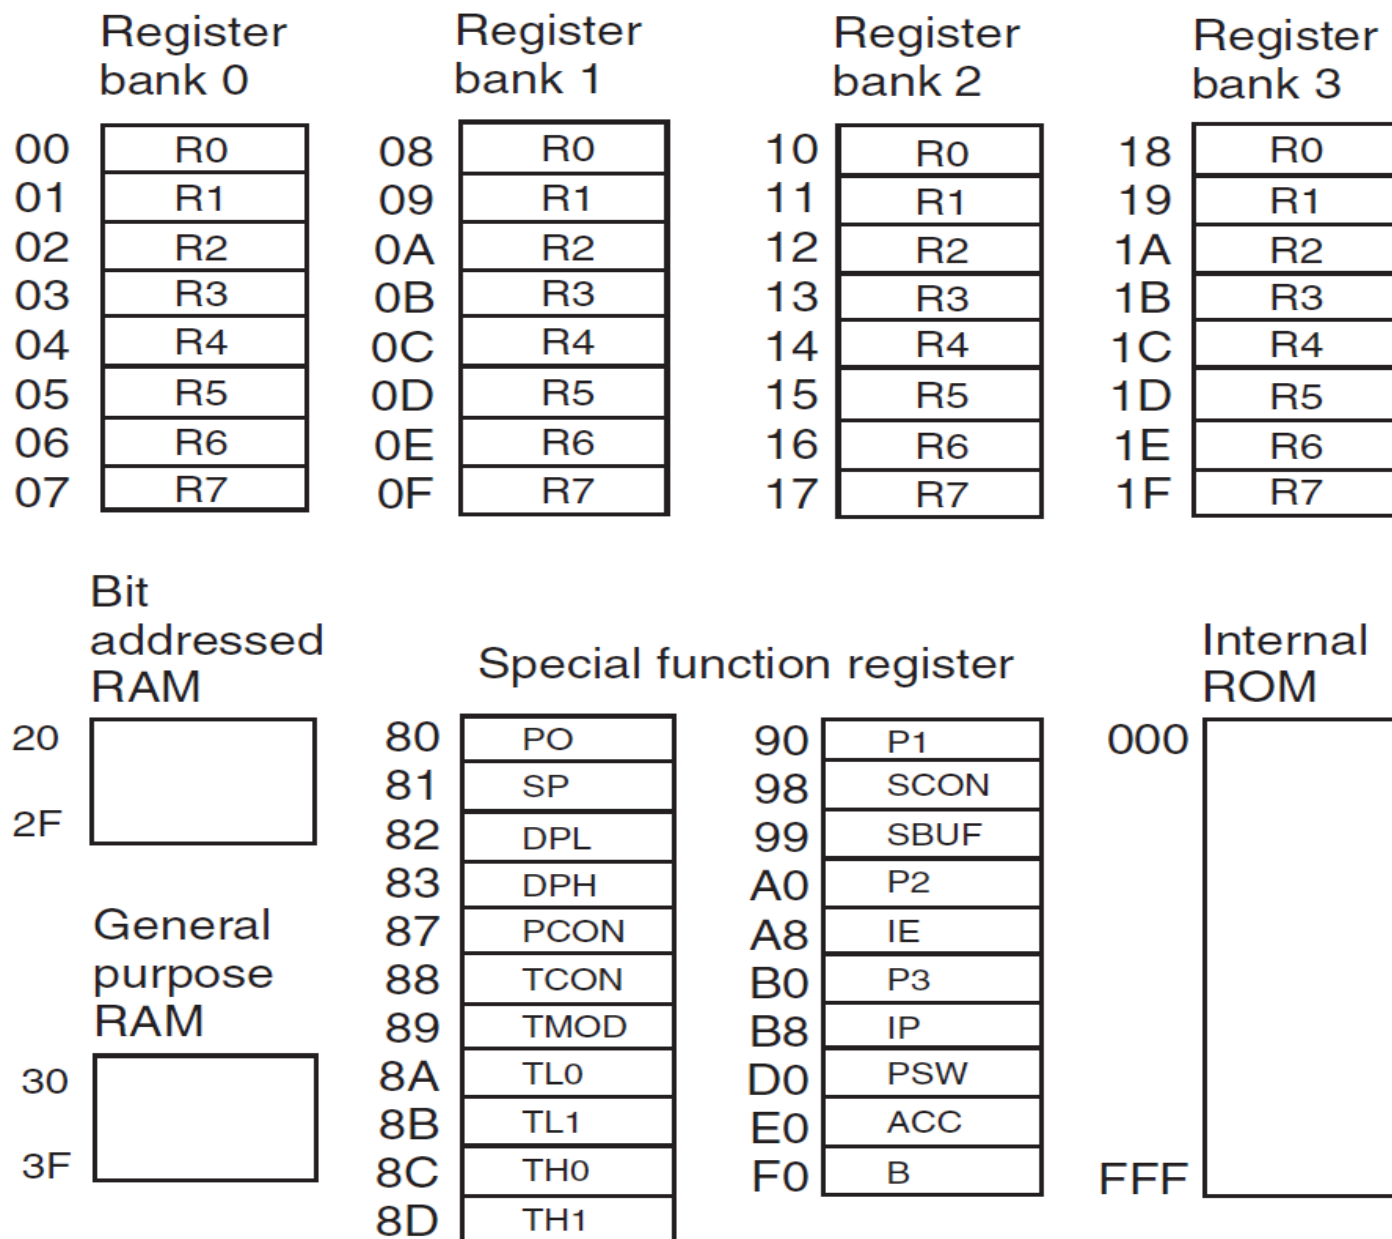 Register
bank 0
Register
bank 1
Register
bank 2
Register
bank 3
00 R0
01 R1
02 R2
03 R3
04 R4
05 R5
06 R6
07 R7
08 R0
09 R1
0A R2
0B R3
0C R4
0D R5
0E R6
0F R7
10 R0
11 R1
12 R2
13 R3
14 R4
15 R5
16 R6
17 R7
18 R0
19 R1
1A R2
1B R3
1C R4
1D R5
1E R6
1F R7
Bit
addressed
RAM
20
2F
General
purpose
RAM
30
3F
Special function register
80 PO
81 SP
82 DPL
83 DPH
87 PCON
88 TCON
89 TMOD
8A TL0
8B TL1
8C TH0
8D TH1
90 P1
98 SCON
99 SBUF
A0 P2
A8 IE
B0 P3
B8 IP
D0 PSW
E0 ACC
F0 B
Internal
ROM
000
FFF